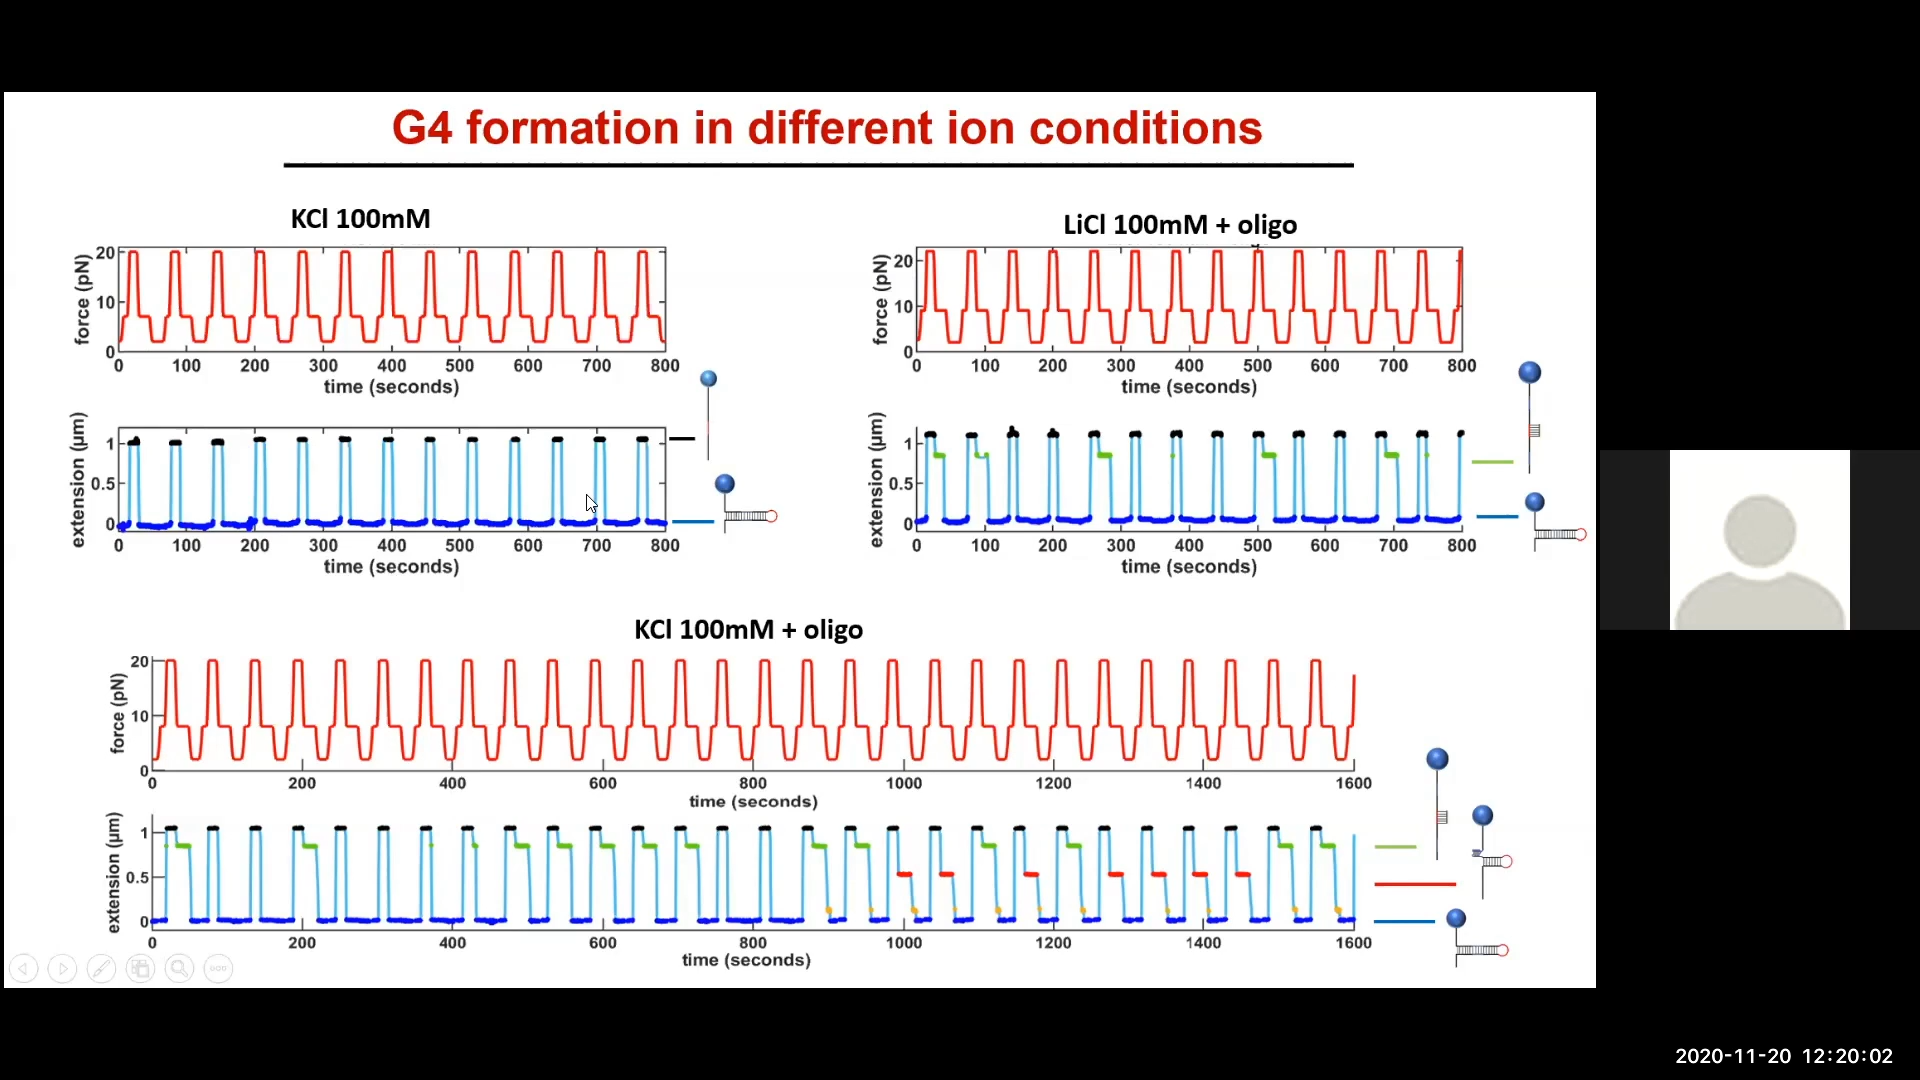 G4 formation in different ion conditions
KCl 100mM
20
10
0
force (pN)
0 100 200 300 400 500 600 700 800
time (seconds)
1
0.5
0
extension (µm)
0 100 200 300 400 500 600 700 800
time (seconds)
LiCl 100mM + oligo
20
10
0
force (pN)
0 100 200 300 400 500 600 700 800
time (seconds)
1
0.5
0
extension (µm)
0 100 200 300 400 500 600 700 800
time (seconds)
KCl 100mM + oligo
20
10
0
force (pN)
0 200 400 600 800 1000 1200 1400 1600
time (seconds)
1
0.5
0
extension (µm)
0 200 400 600 800 1000 1200 1400 1600
time (seconds)
2020-11-20 12:20:02